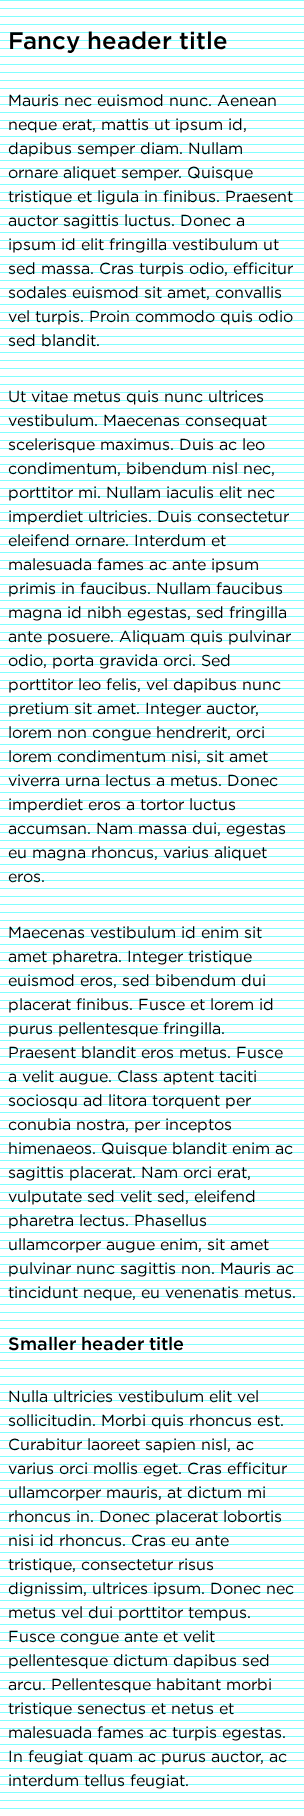 Fancy header title
Mauris nec euismod nunc. Aenean
neque erat, mattis ut ipsum id,
dapibus semper diam. Nullam
ornare aliquet semper. Quisque
tristique et ligula in finibus. Praesent
auctor sagittis luctus. Donec a
ipsum id elit fringilla vestibulum ut
sed massa. Cras turpis odio, efficitur
sodales euismod sit amet, convallis
vel turpis. Proin commodo quis odio
sed blandit.
Ut vitae metus quis nunc ultrices
vestibulum. Maecenas consequat
scelerisque maximus. Duis ac leo
condimentum, bibendum nisl nec,
porttitor mi. Nullam iaculis elit nec
imperdiet ultricies. Duis consectetur
eleifend ornare. Interdum et
malesuada fames ac ante ipsum
primis in faucibus. Nullam faucibus
magna id nibh egestas, sed fringilla
ante posuere. Aliquam quis pulvinar
odio, porta gravida orci. Sed
porttitor leo felis, vel dapibus nunc
pretium sit amet. Integer auctor,
lorem non congue hendrerit, orci
lorem condimentum nisi, sit amet
viverra urna lectus a metus. Donec
imperdiet eros a tortor luctus
accumsan. Nam massa dui, egestas
eu magna rhoncus, varius aliquet
eros.
Maecenas vestibulum id enim sit
amet pharetra. Integer tristique
euismod eros, sed bibendum dui
placerat finibus. Fusce et lorem id
purus pellentesque fringilla.
Praesent blandit eros metus. Fusce
a velit augue. Class aptent taciti
sociosqu ad litora torquent per
conubia nostra, per inceptos
himenaeos. Quisque blandit enim ac
sagittis placerat. Nam orci erat,
vulputate sed velit sed, eleifend
pharetra lectus. Phasellus
ullamcorper augue enim, sit amet
pulvinar nunc sagittis non. Mauris ac
tincidunt neque, eu venenatis metus.
Smaller header title
Nulla ultricies vestibulum elit vel
sollicitudin. Morbi quis rhoncus est.
Curabitur laoreet sapien nisl, ac
varius orci mollis eget. Cras efficitur
ullamcorper mauris, at dictum mi
rhoncus in. Donec placerat lobortis
nisi id rhoncus. Cras eu ante
tristique, consectetur risus
dignissim, ultrices ipsum. Donec nec
metus vel dui porttitor tempus.
Fusce congue ante et velit
pellentesque dictum dapibus sed
arcu. Pellentesque habitant morbi
tristique senectus et netus et
malesuada fames ac turpis egestas.
In feugiat quam ac purus auctor, ac
interdum tellus feugiat.